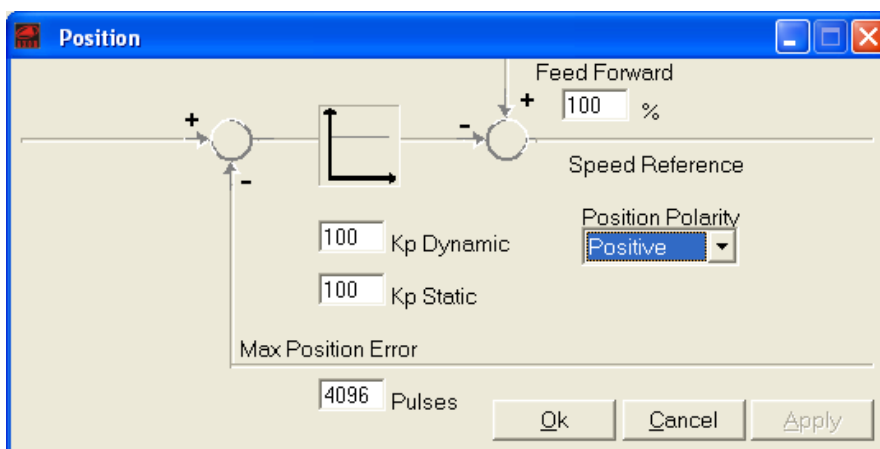 Position
Feed Forward
+
+
100 %
-
Speed Reference
-
Position Polarity
100 Kp Dynamic
Positive
100 Kp Static
Max Position Error
4096 Pulses
Ok
Cancel
Apply